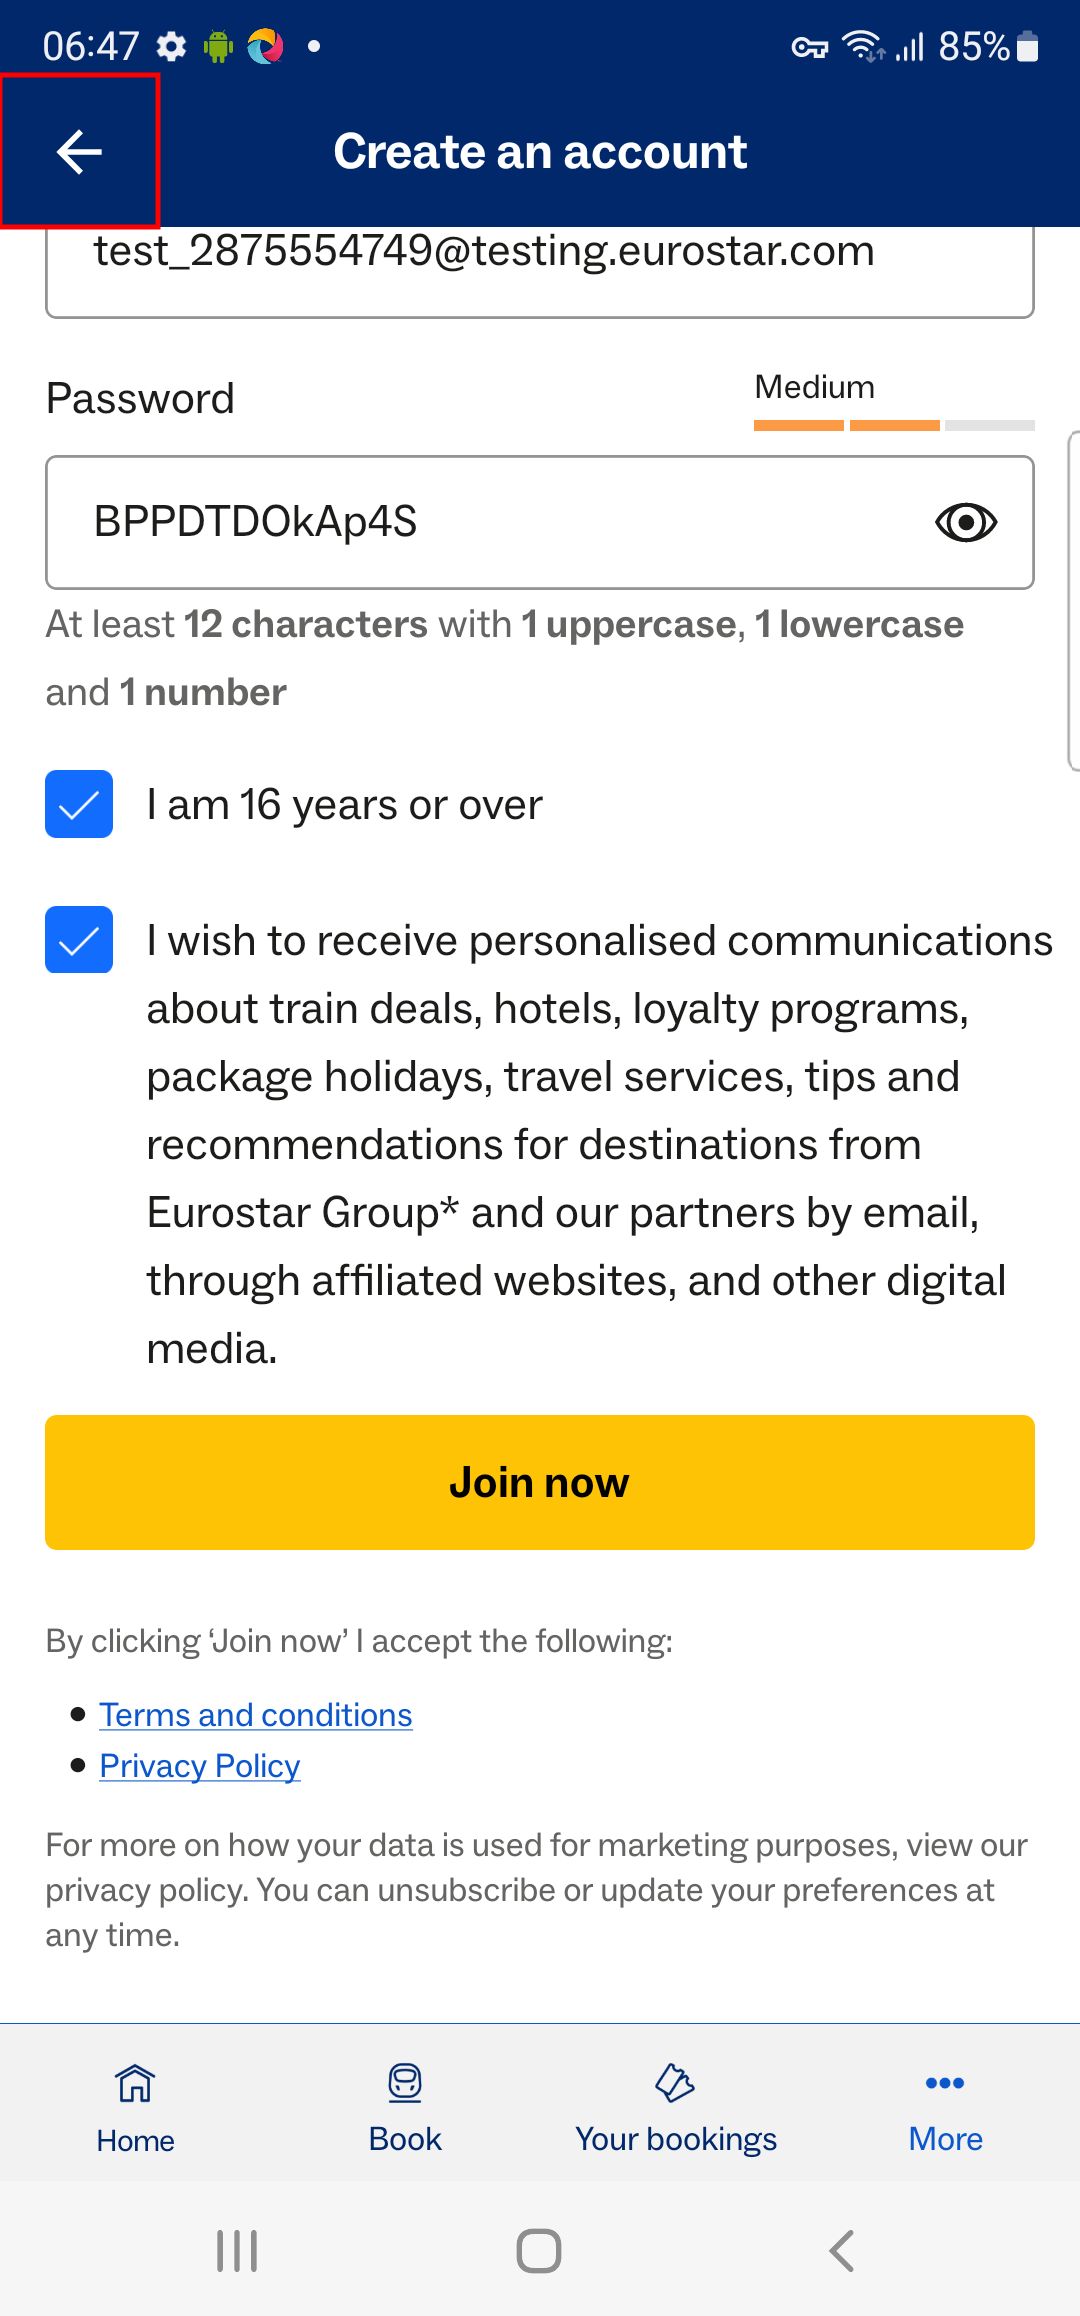 06:47
85%
Create an account
test_2875554749@testing.eurostar.com
Password
Medium
BPPDTDOkAp4S
At least 12 characters with 1 uppercase, 1 lowercase
and 1 number
I am 16 years or over
I wish to receive personalised communications
about train deals, hotels, loyalty programs,
package holidays, travel services, tips and
recommendations for destinations from
Eurostar Group* and our partners by email,
through affiliated websites, and other digital
media.
Join now
By clicking ‘Join now’ I accept the following:
• Terms and conditions
• Privacy Policy
For more on how your data is used for marketing purposes, view our
privacy policy. You can unsubscribe or update your preferences at
any time.
Home
Book
Your bookings
More